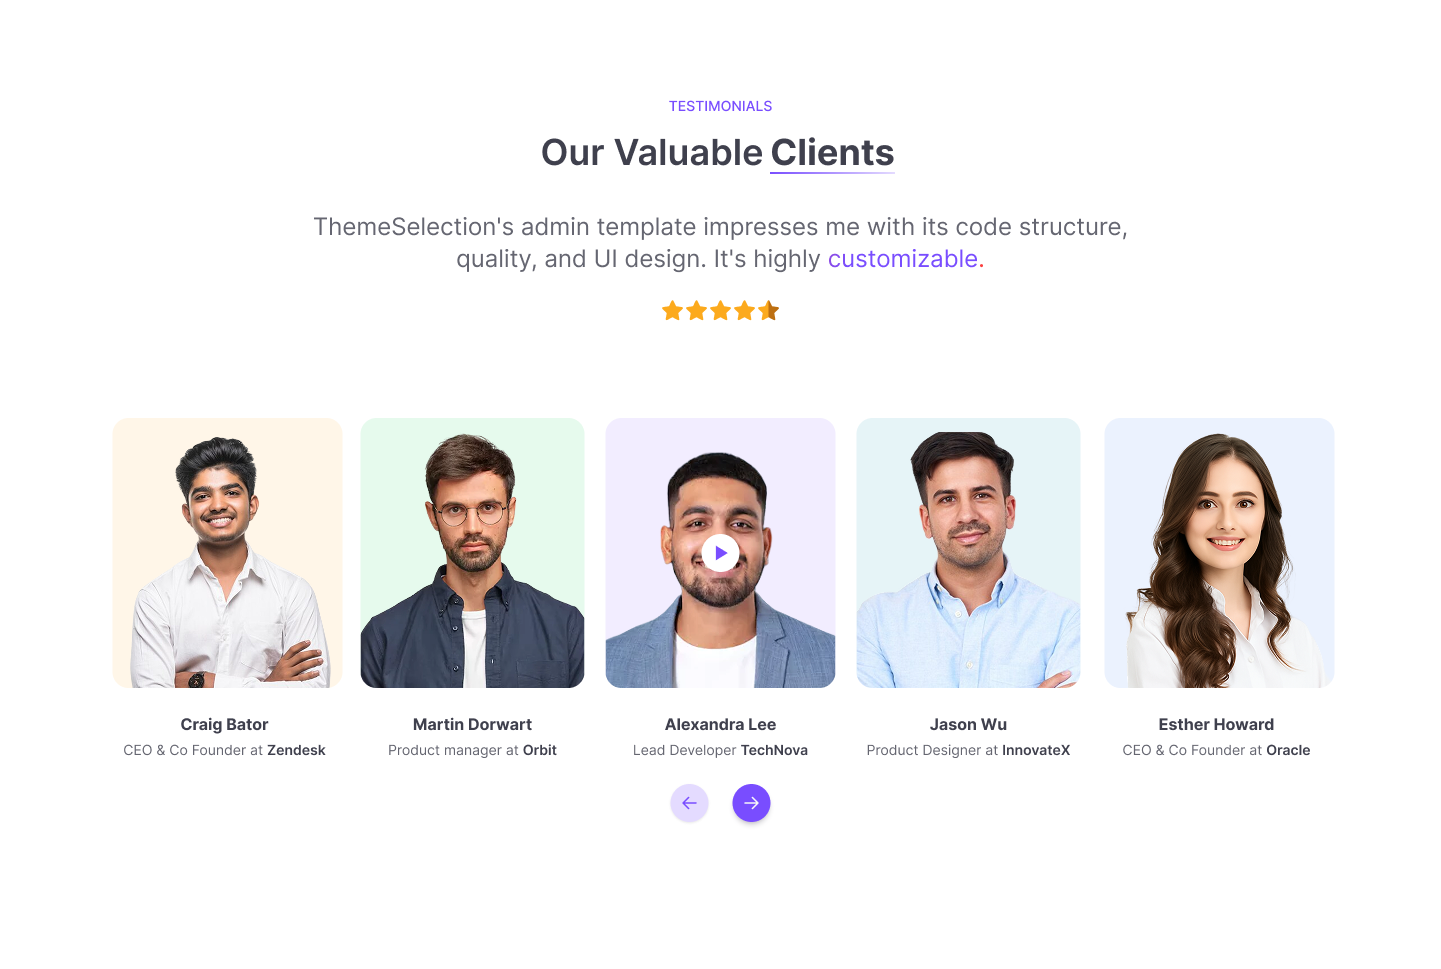 TESTIMONIALS
Our Valuable Clients
ThemeSelection's admin template impresses me with its code structure,
quality, and UI design. It's highly customizable.
Craig Bator
CEO & Co Founder at Zendesk
Martin Dorwart
Product manager at Orbit
Alexandra Lee
Lead Developer TechNova
Jason Wu
Product Designer at InnovateX
Esther Howard
CEO & Co Founder at Oracle